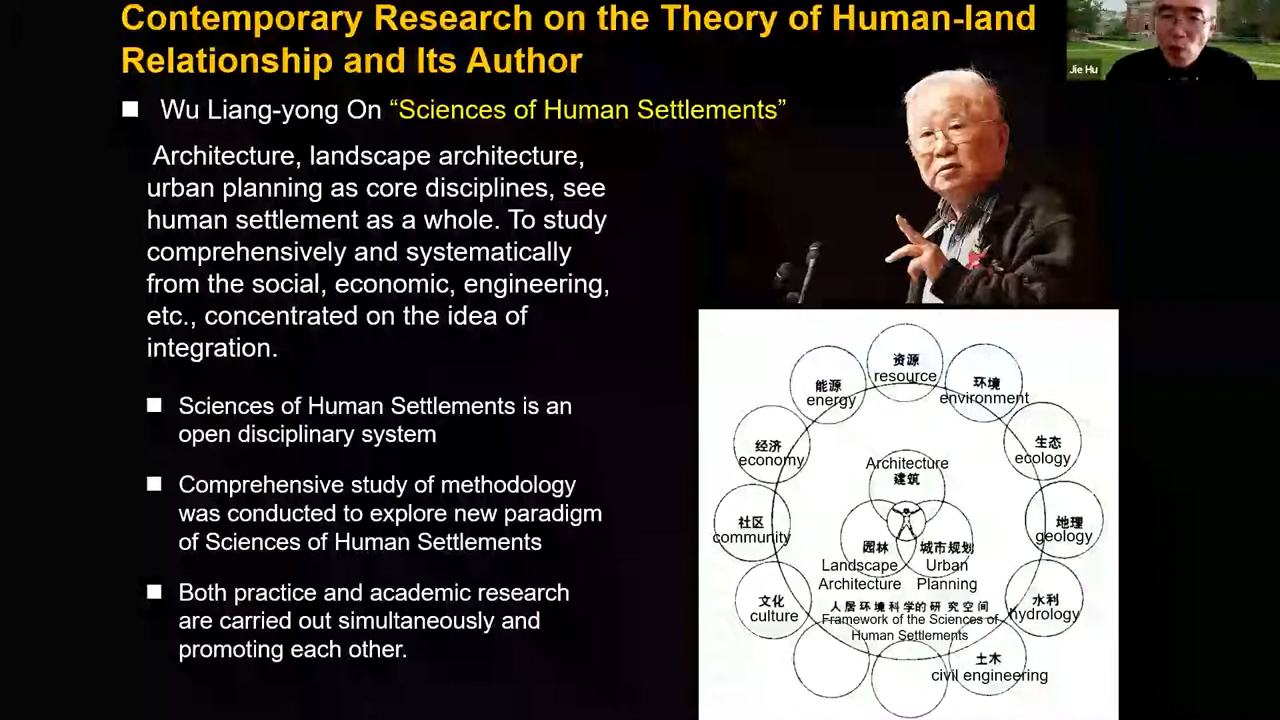 Contemporary Research on the Theory of Human-land
Relationship and Its Author
Jie Hu
Wu Liang-yong On “Sciences of Human Settlements”
Architecture, landscape architecture,
urban planning as core disciplines, see
human settlement as a whole. To study
comprehensively and systematically
from the social, economic, engineering,
etc., concentrated on the idea of
integration.
Sciences of Human Settlements is an
open disciplinary system
Comprehensive study of methodology
was conducted to explore new paradigm
of Sciences of Human Settlements
Both practice and academic research
are carried out simultaneously and
promoting each other.
资源
resource
能源
energy
环境
environment
经济
economy
生态
ecology
Architecture
建筑
社区
community
地理
geology
园林
Landscape
Architecture
城市规划
Urban
Planning
文化
culture
水利
hydrology
人居环境科学的研究空间
Framework of the Sciences of
Human Settlements
土木
civil engineering